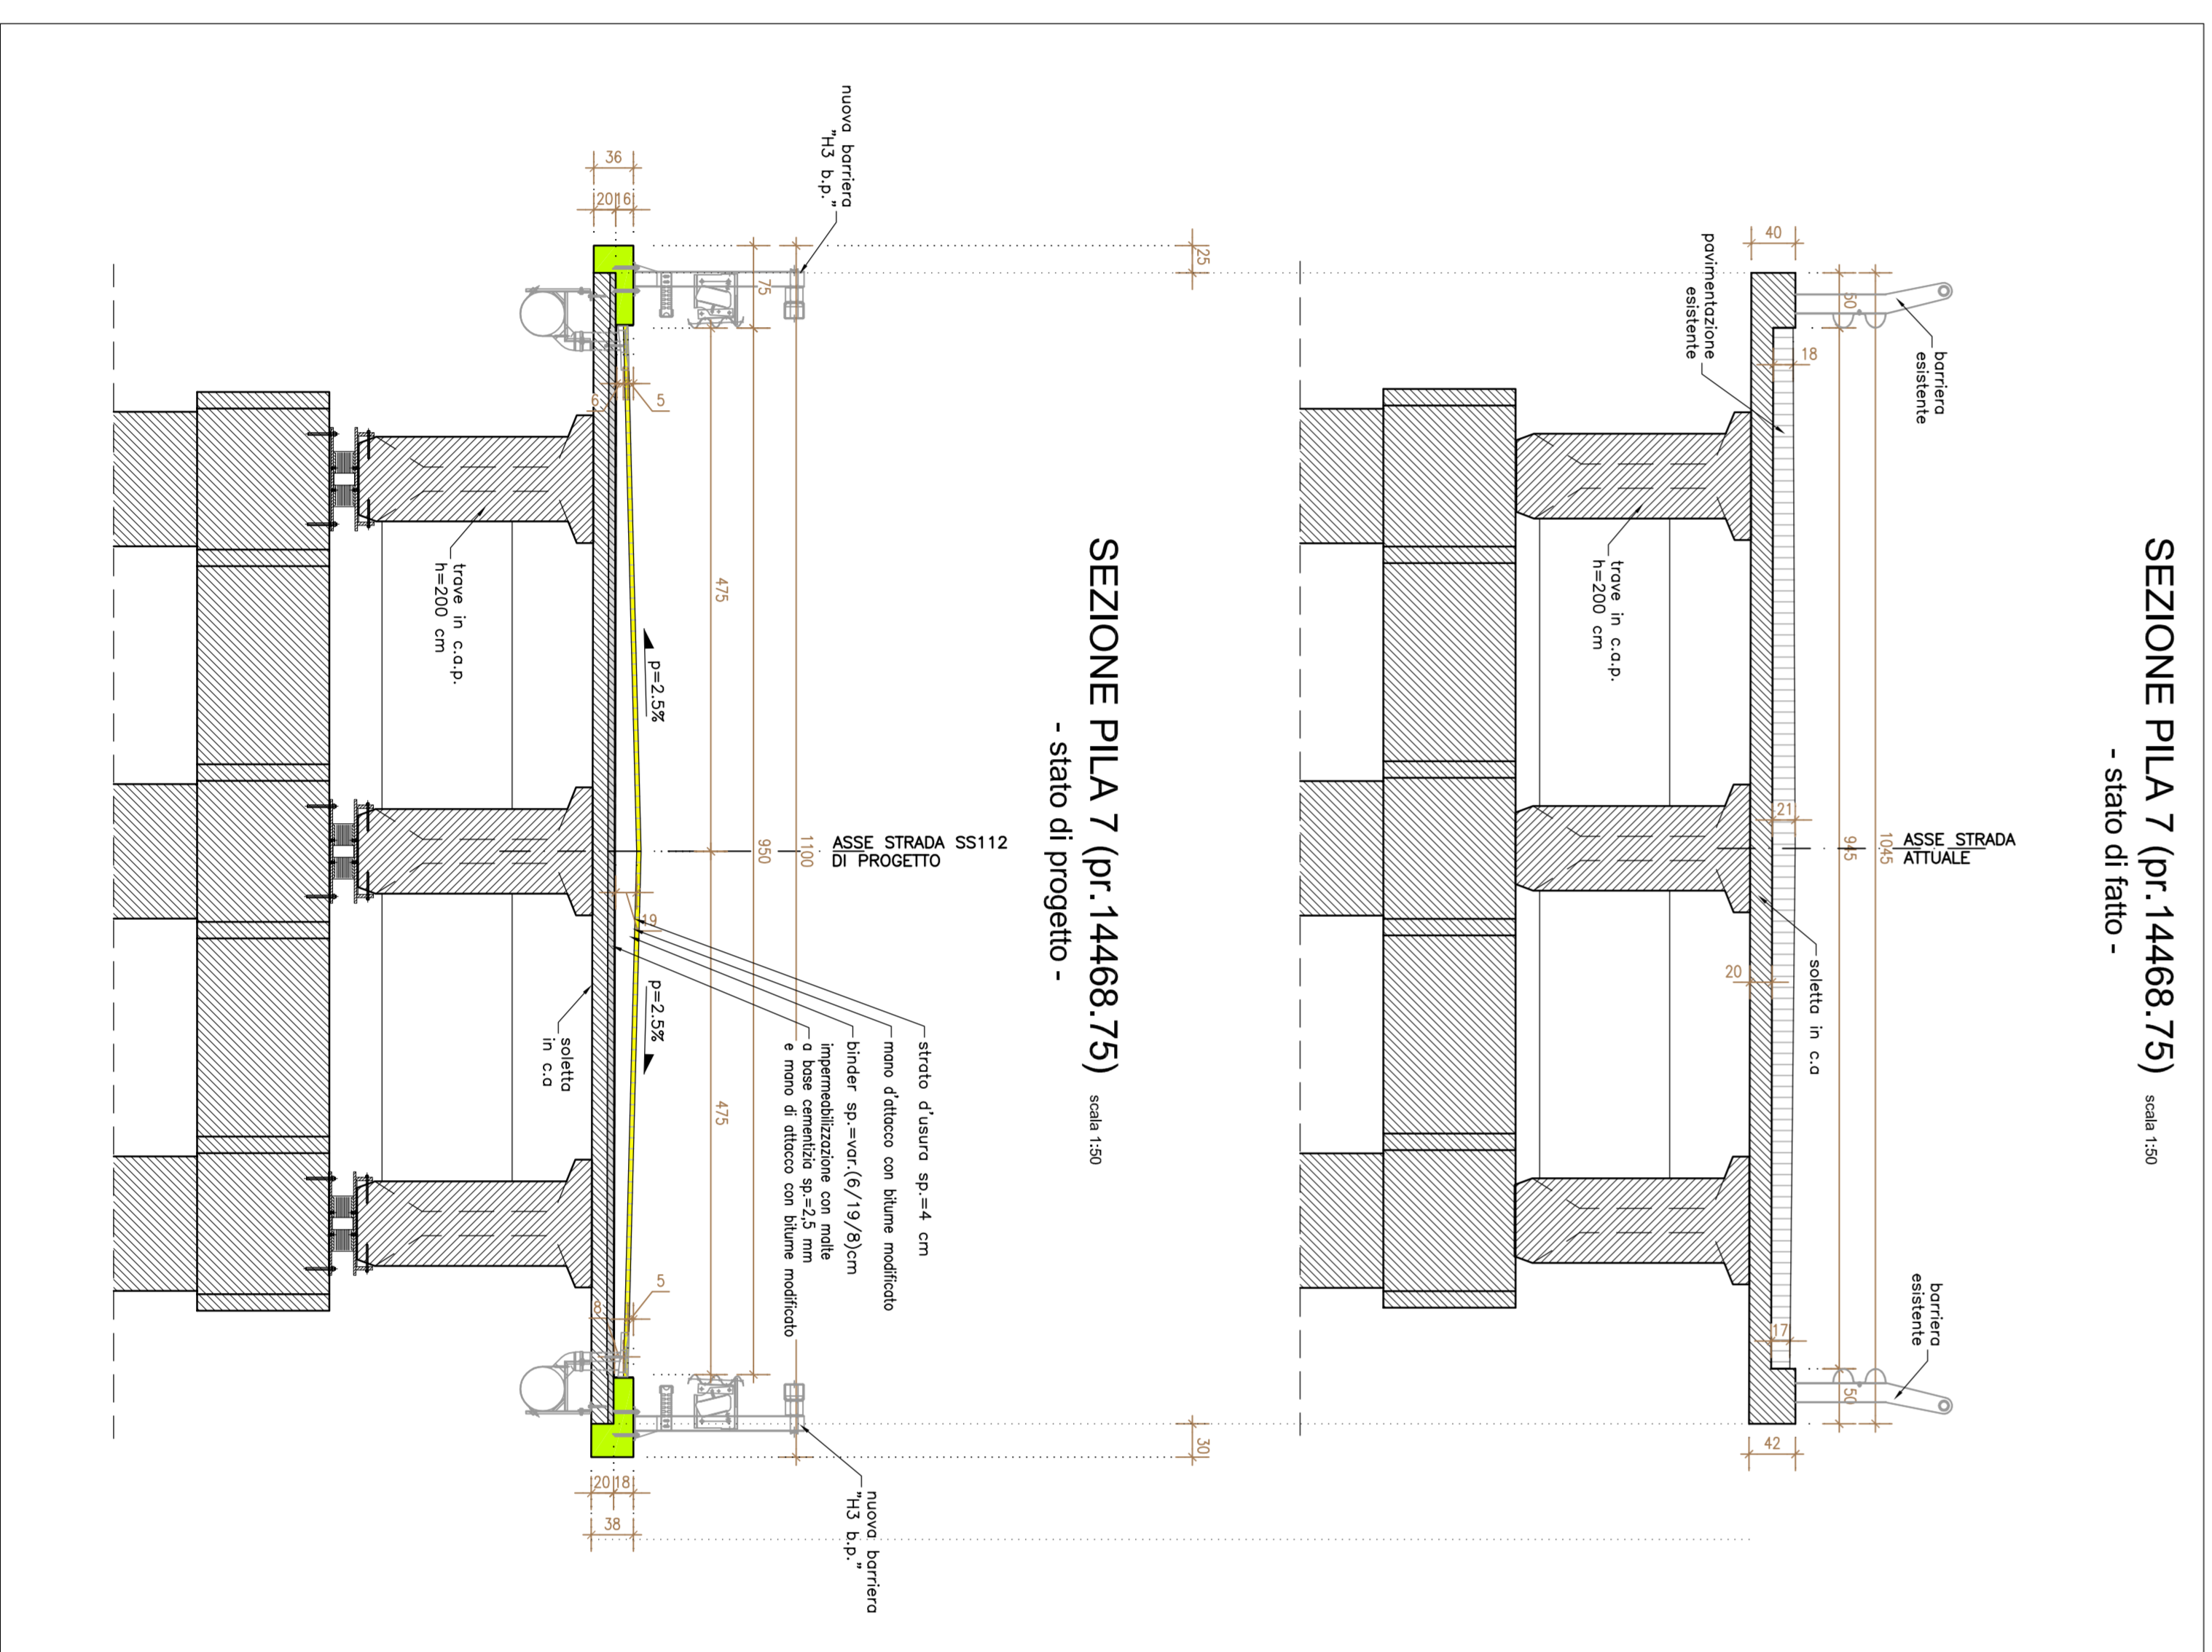 SEZIONE PILA 7 (pr.14468.75) scala 1:50
- stato di fatto -
barriera
esistente
barriera
esistente
ASSE STRADA
ATTUALE
1045
945
50
50
40
42
18
21
17
20
pavimentazione
esistente
soletta in c.a
trave in c.a.p.
h=200 cm
25
30
SEZIONE PILA 7 (pr.14468.75) scala 1:50
- stato di progetto -
nuova barriera
"H3 b.p."
nuova barriera
"H3 b.p."
ASSE STRADA SS112
DI PROGETTO
1100
950
75
475
475
strato d'usura sp.=4 cm
mano d'attacco con bitume modificato
binder sp.=var.(6/19/8)cm
impermeabilizzazione con malte
a base cementizia sp.=2,5 mm
e mano di attacco con bitume modificato
p=2.5%
p=2.5%
36
20
16
5
6
19
5
8
20
18
38
soletta
in c.a
trave in c.a.p.
h=200 cm